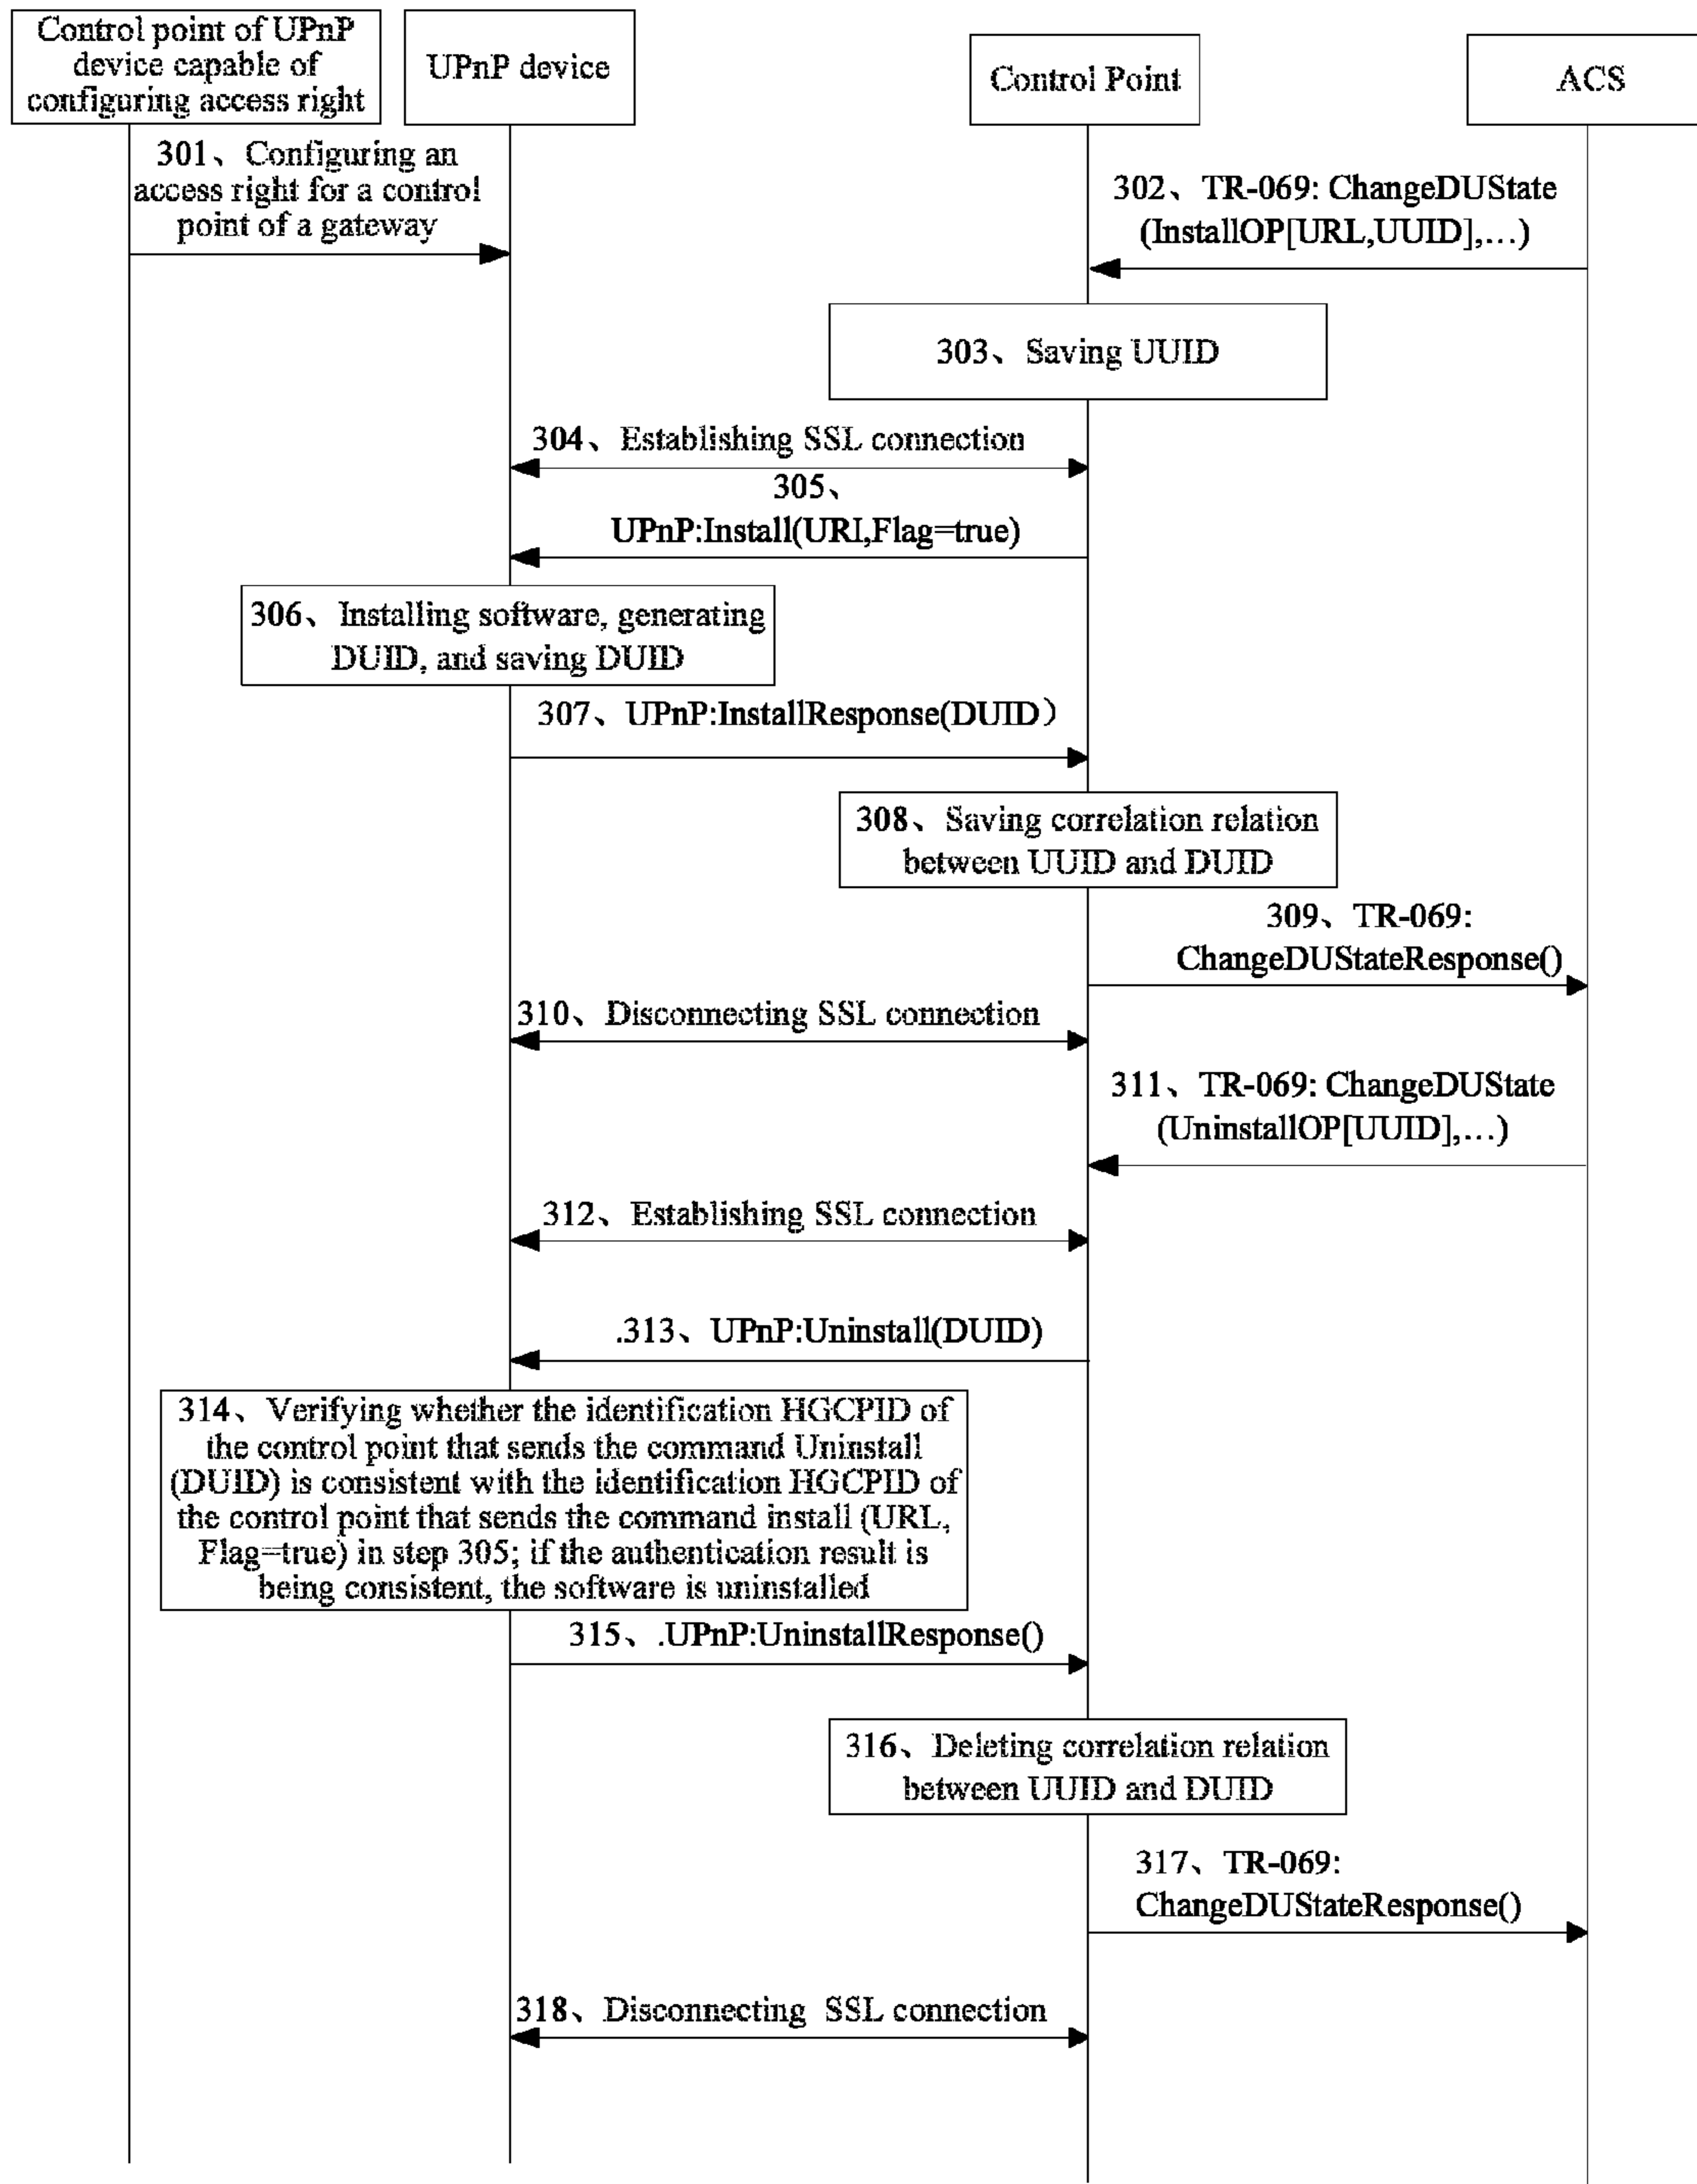 Control point of UPnP
device capable of
configuring access right
UPnP device
Control Point
ACS
301、Configuring an
access right for a control
point of a gateway
302、TR-069: ChangeDUState
(InstallOP[URL,UUID],…)
303、Saving UUID
304、Establishing SSL connection
305、
UPnP:Install(URI,Flag=true)
306、Installing software, generating
DUID, and saving DUID
307、UPnP:InstallResponse(DUID）
308、Saving correlation relation
between UUID and DUID
309、TR-069:
ChangeDUStateResponse()
310、Disconnecting SSL connection
311、TR-069: ChangeDUState
(UninstallOP[UUID],…)
312、Establishing SSL connection
.313、UPnP:Uninstall(DUID)
314、Verifying whether the identification HGCPID of
the control point that sends the command Uninstall
(DUID) is consistent with the identification HGCPID of
the control point that sends the command install (URL,
Flag=true) in step 305; if the authentication result is
being consistent, the software is uninstalled
315、.UPnP:UninstallResponse()
316、Deleting correlation relation
between UUID and DUID
317、TR-069:
ChangeDUStateResponse()
318、Disconnecting SSL connection